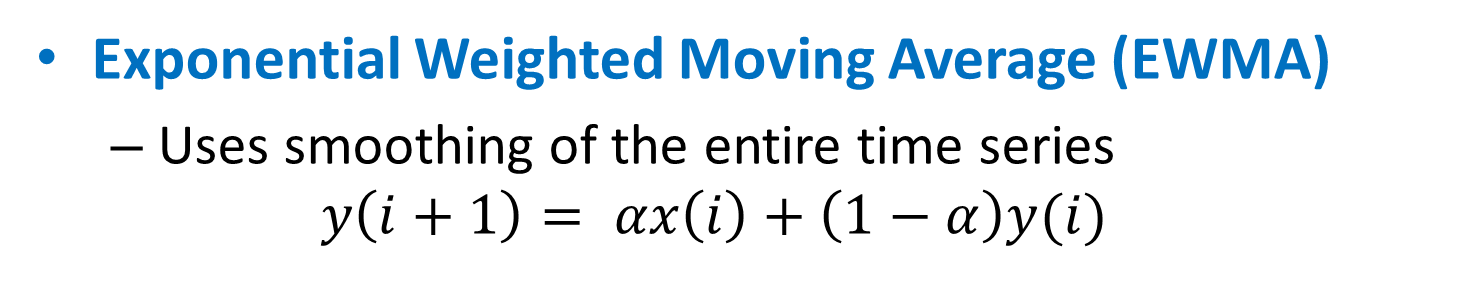 • Exponential Weighted Moving Average (EWMA)
– Uses smoothing of the entire time series
y(i + 1) = αx(i) + (1 − α)y(i)